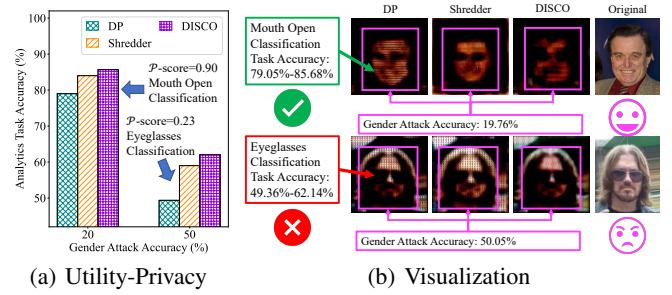 100
90
80
70
60
50
Analytics Task Accuracy (%)
DP
DISCO
Shredder
P-score=0.90
Mouth Open
Classification
P-score=0.23
Eyeglasses
Classification
20
50
Gender Attack Accuracy (%)
(a) Utility-Privacy
DP
Shredder
DISCO
Original
Mouth Open
Classification
Task Accuracy:
79.05%-85.68%
Gender Attack Accuracy: 19.76%
Eyeglasses
Classification
Task Accuracy:
49.36%-62.14%
Gender Attack Accuracy: 50.05%
(b) Visualization